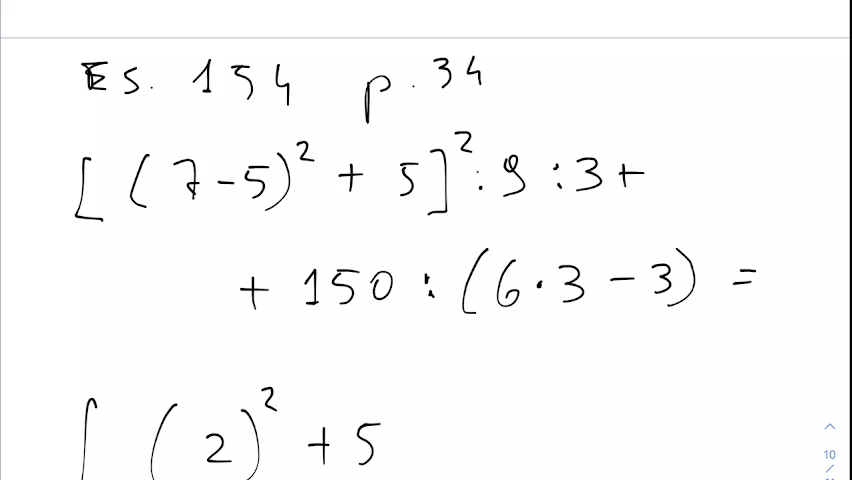 Es. 154 p. 34
[(7-5)² + 5]² : 9 : 3 +
+ 150 : (6 · 3 - 3) =
[(2)² + 5
10
/